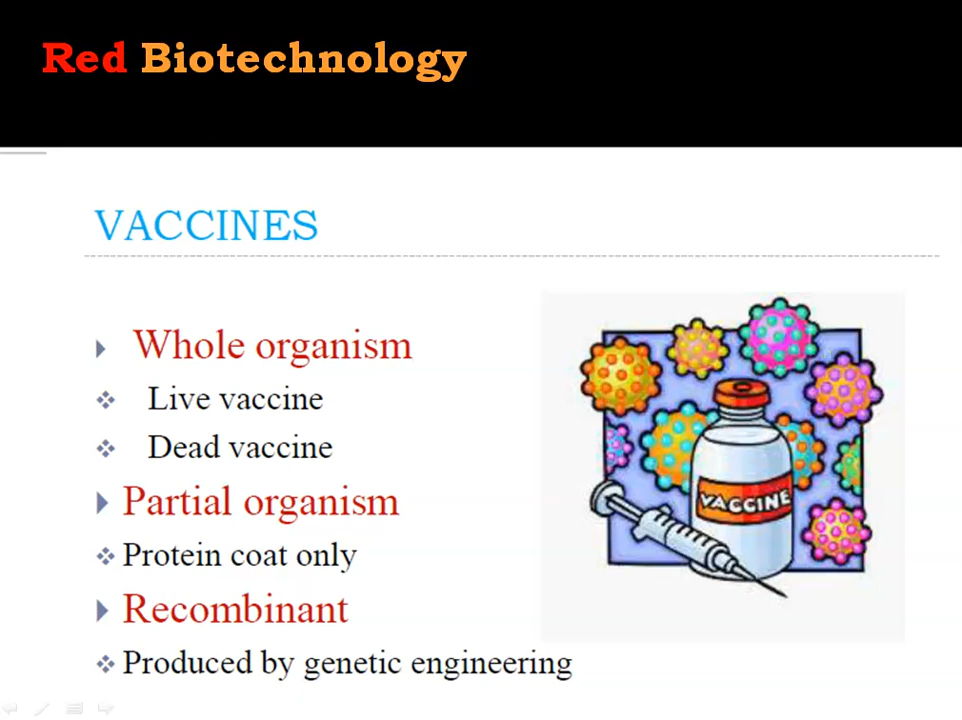 Red Biotechnology
VACCINES
Whole organism
Live vaccine
Dead vaccine
Partial organism
Protein coat only
Recombinant
Produced by genetic engineering
VACCINE